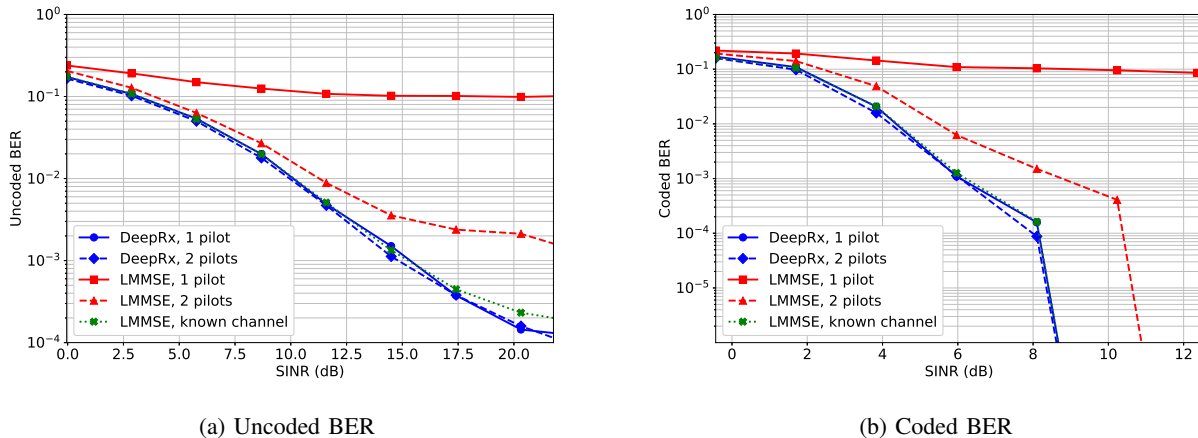 10⁰
10⁻¹
10⁻²
10⁻³
10⁻⁴
Uncoded BER
DeepRx, 1 pilot
DeepRx, 2 pilots
LMMSE, 1 pilot
LMMSE, 2 pilots
LMMSE, known channel
0.0 2.5 5.0 7.5 10.0 12.5 15.0 17.5 20.0
SINR (dB)
(a) Uncoded BER
10⁰
10⁻¹
10⁻²
10⁻³
10⁻⁴
10⁻⁵
Coded BER
DeepRx, 1 pilot
DeepRx, 2 pilots
LMMSE, 1 pilot
LMMSE, 2 pilots
LMMSE, known channel
0 2 4 6 8 10 12
SINR (dB)
(b) Coded BER